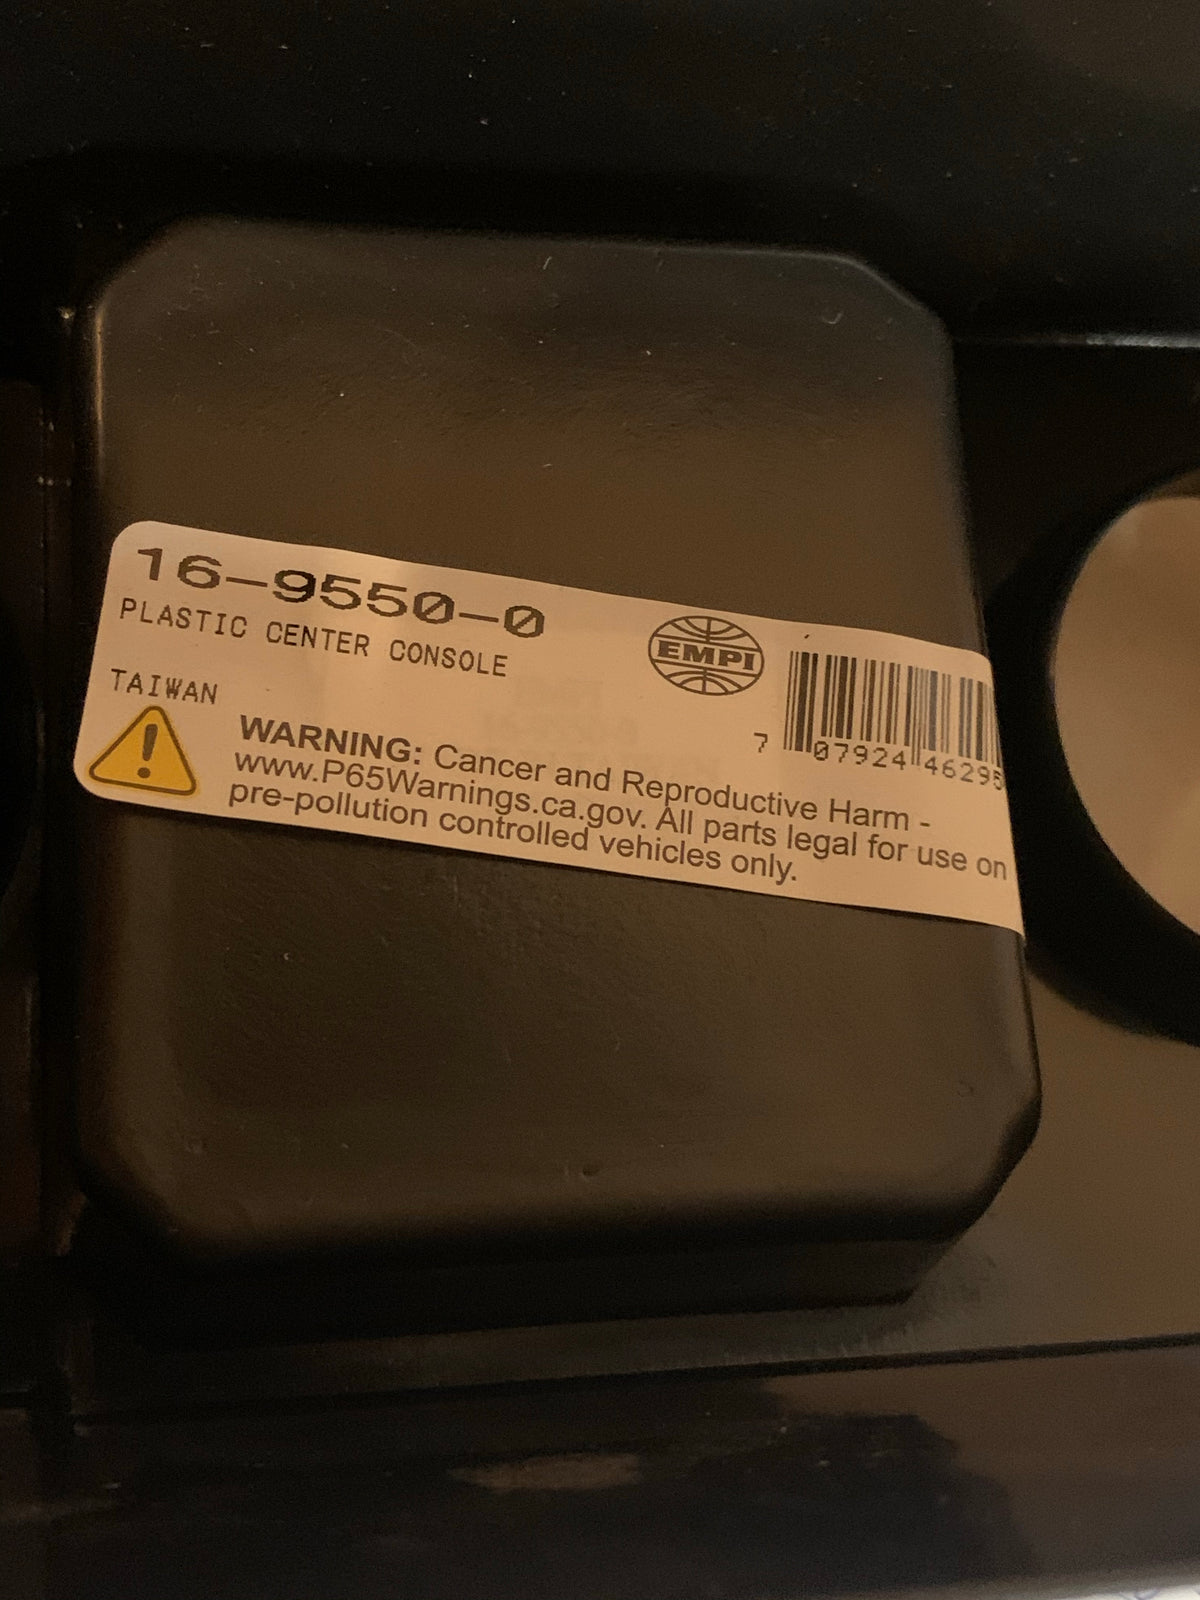 16-9550-0
PLASTIC CENTER CONSOLE
TAIWAN
EMPI
7 07924 46295
WARNING: Cancer and Reproductive Harm -
www.P65Warnings.ca.gov. All parts legal for use on
pre-pollution controlled vehicles only.